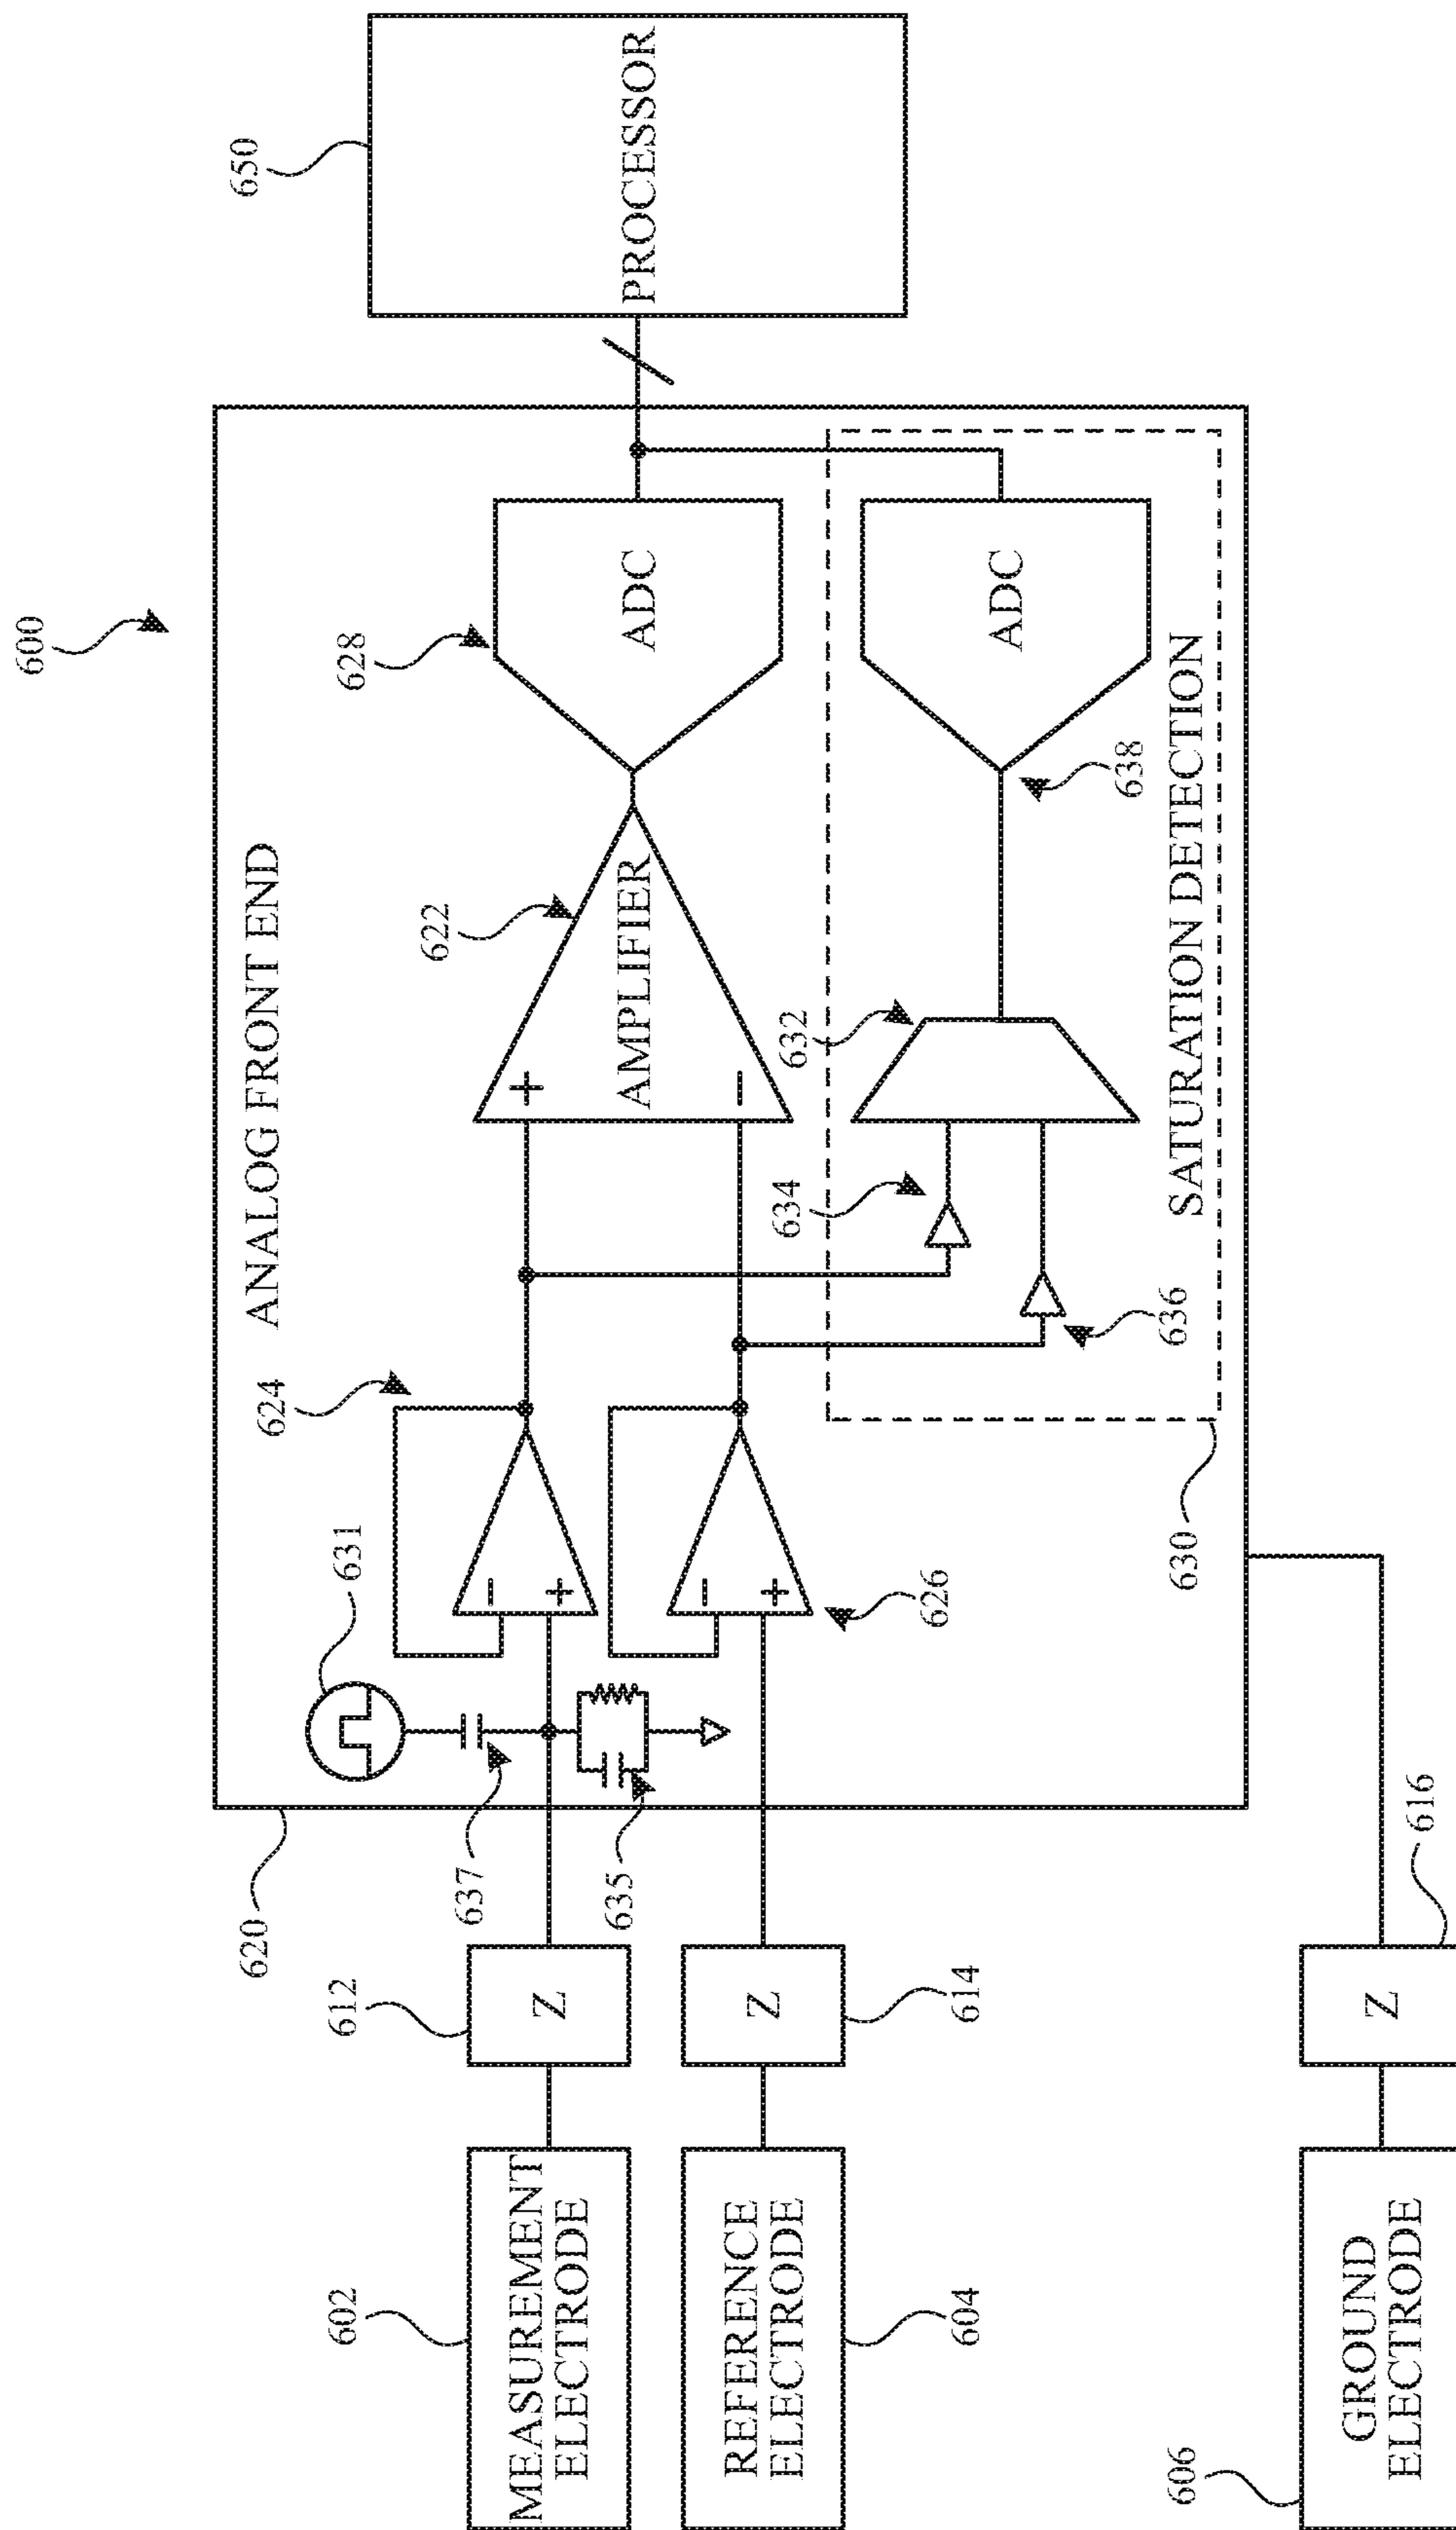 600
ANALOG FRONT END
620
631
624
622
628
650
602
612
637
MEASUREMENT
ELECTRODE
Z
-
+
+
-
AMPLIFIER
ADC
PROCESSOR
635
REFERENCE
ELECTRODE
Z
-
+
604
614
626
634
632
636
638
ADC
SATURATION DETECTION
630
606
GROUND
ELECTRODE
Z
616